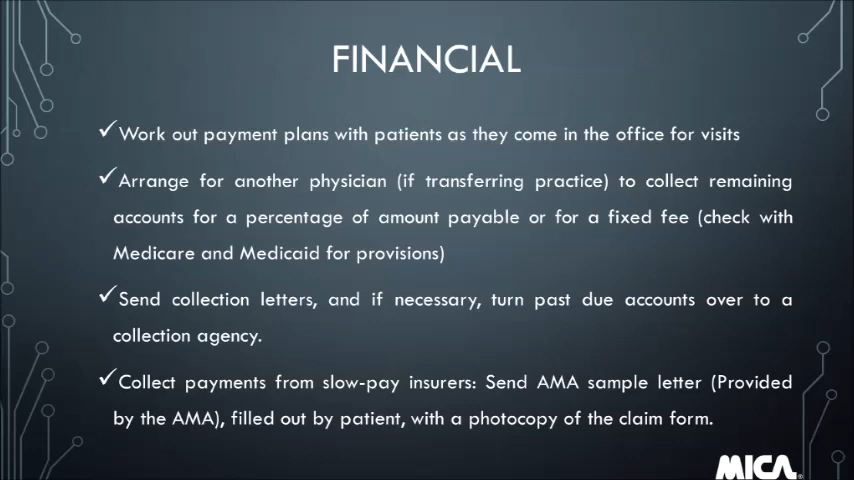 FINANCIAL
✓Work out payment plans with patients as they come in the office for visits
✓Arrange for another physician (if transferring practice) to collect remaining
accounts for a percentage of amount payable or for a fixed fee (check with
Medicare and Medicaid for provisions)
✓Send collection letters, and if necessary, turn past due accounts over to a
collection agency.
✓Collect payments from slow-pay insurers: Send AMA sample letter (Provided
by the AMA), filled out by patient, with a photocopy of the claim form.
MICA®